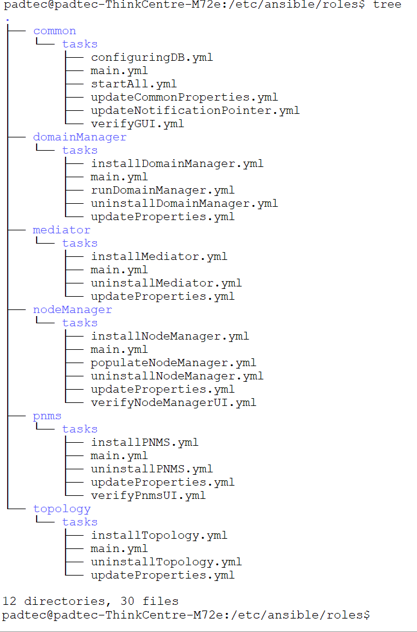 padtec@padtec-ThinkCentre-M72e:/etc/ansible/roles$ tree
.
├── common
│   └── tasks
│       ├── configuringDB.yml
│       ├── main.yml
│       ├── startAll.yml
│       ├── updateCommonProperties.yml
│       ├── updateNotificationPointer.yml
│       └── verifyGUI.yml
├── domainManager
│   └── tasks
│       ├── installDomainManager.yml
│       ├── main.yml
│       ├── runDomainManager.yml
│       ├── uninstallDomainManager.yml
│       └── updateProperties.yml
├── mediator
│   └── tasks
│       ├── installMediator.yml
│       ├── main.yml
│       ├── uninstallMediator.yml
│       └── updateProperties.yml
├── nodeManager
│   └── tasks
│       ├── installNodeManager.yml
│       ├── main.yml
│       ├── populateNodeManager.yml
│       ├── uninstallNodeManager.yml
│       ├── updateProperties.yml
│       └── verifyNodeManagerUI.yml
├── pnms
│   └── tasks
│       ├── installPNMS.yml
│       ├── main.yml
│       ├── uninstallPNMS.yml
│       ├── updateProperties.yml
│       └── verifyPnmsUI.yml
└── topology
    └── tasks
        ├── installTopology.yml
        ├── main.yml
        ├── uninstallTopology.yml
        └── updateProperties.yml

12 directories, 30 files
padtec@padtec-ThinkCentre-M72e:/etc/ansible/roles$